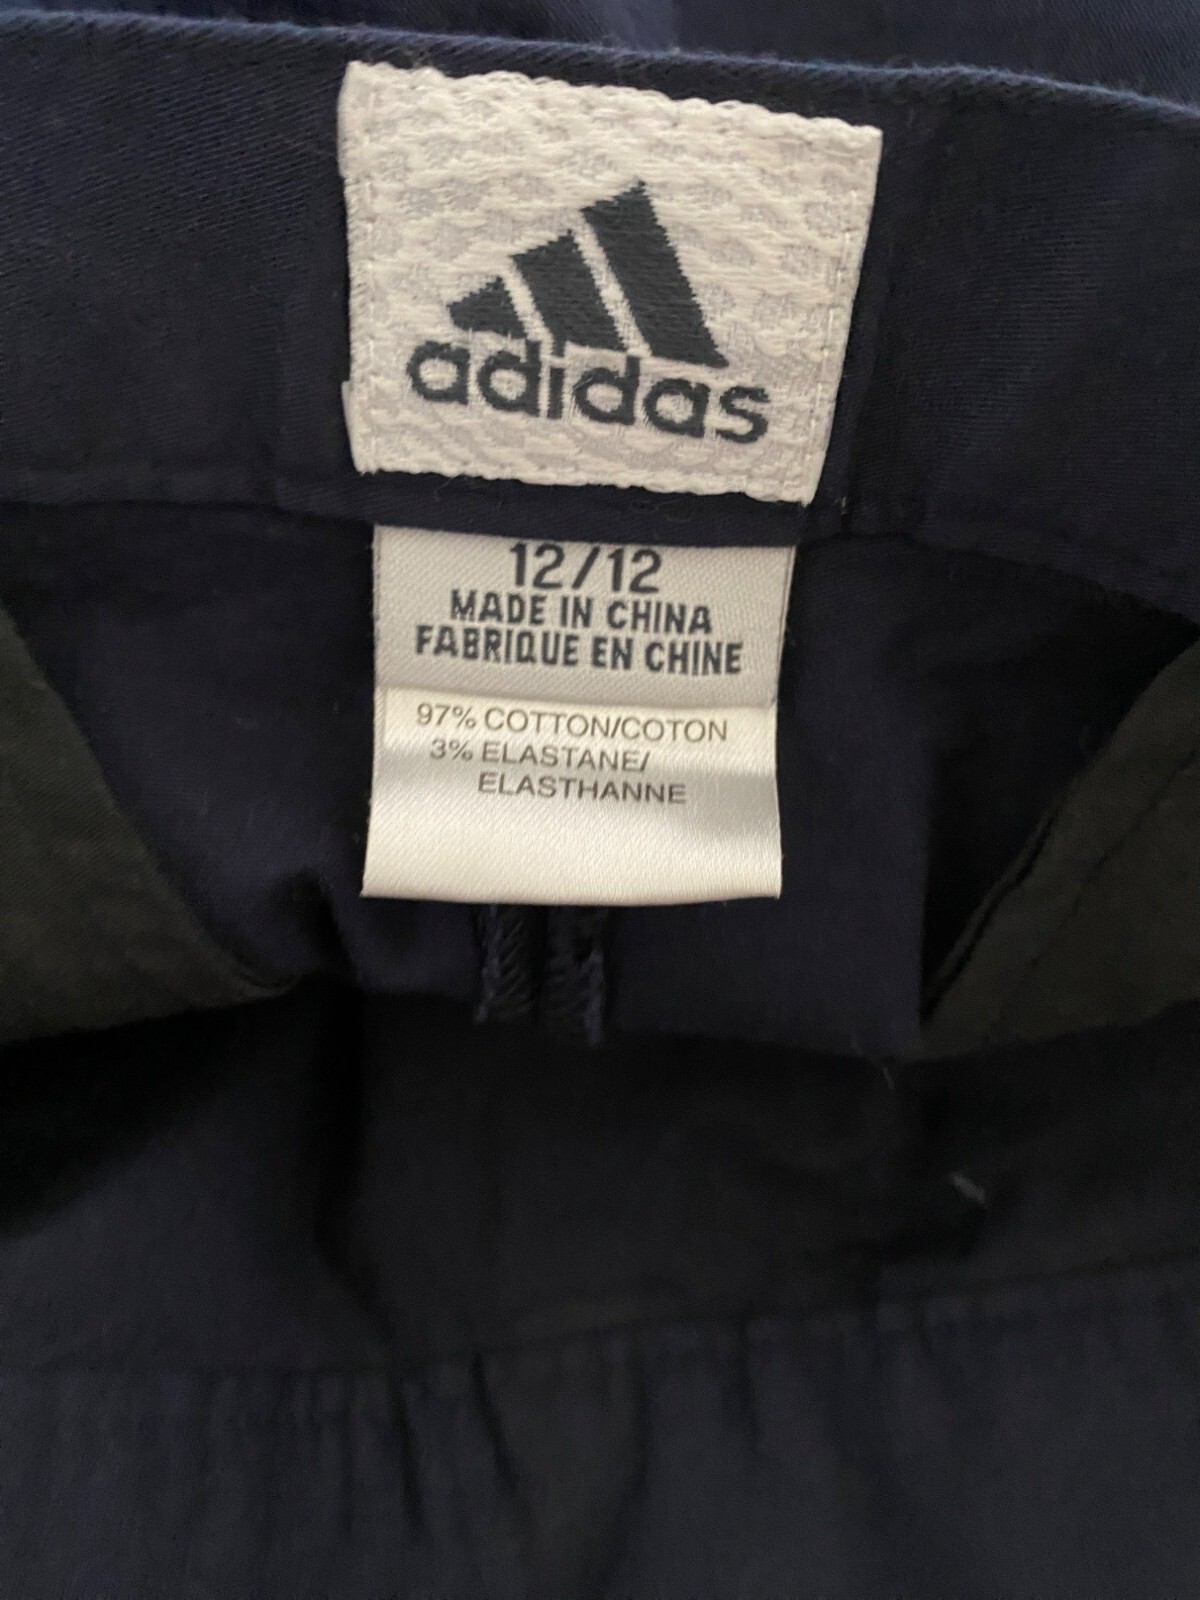 adidas
12/12
MADE IN CHINA
FABRIQUE EN CHINE
97% COTTON/COTON
3% ELASTANE/
ELASTHANNE